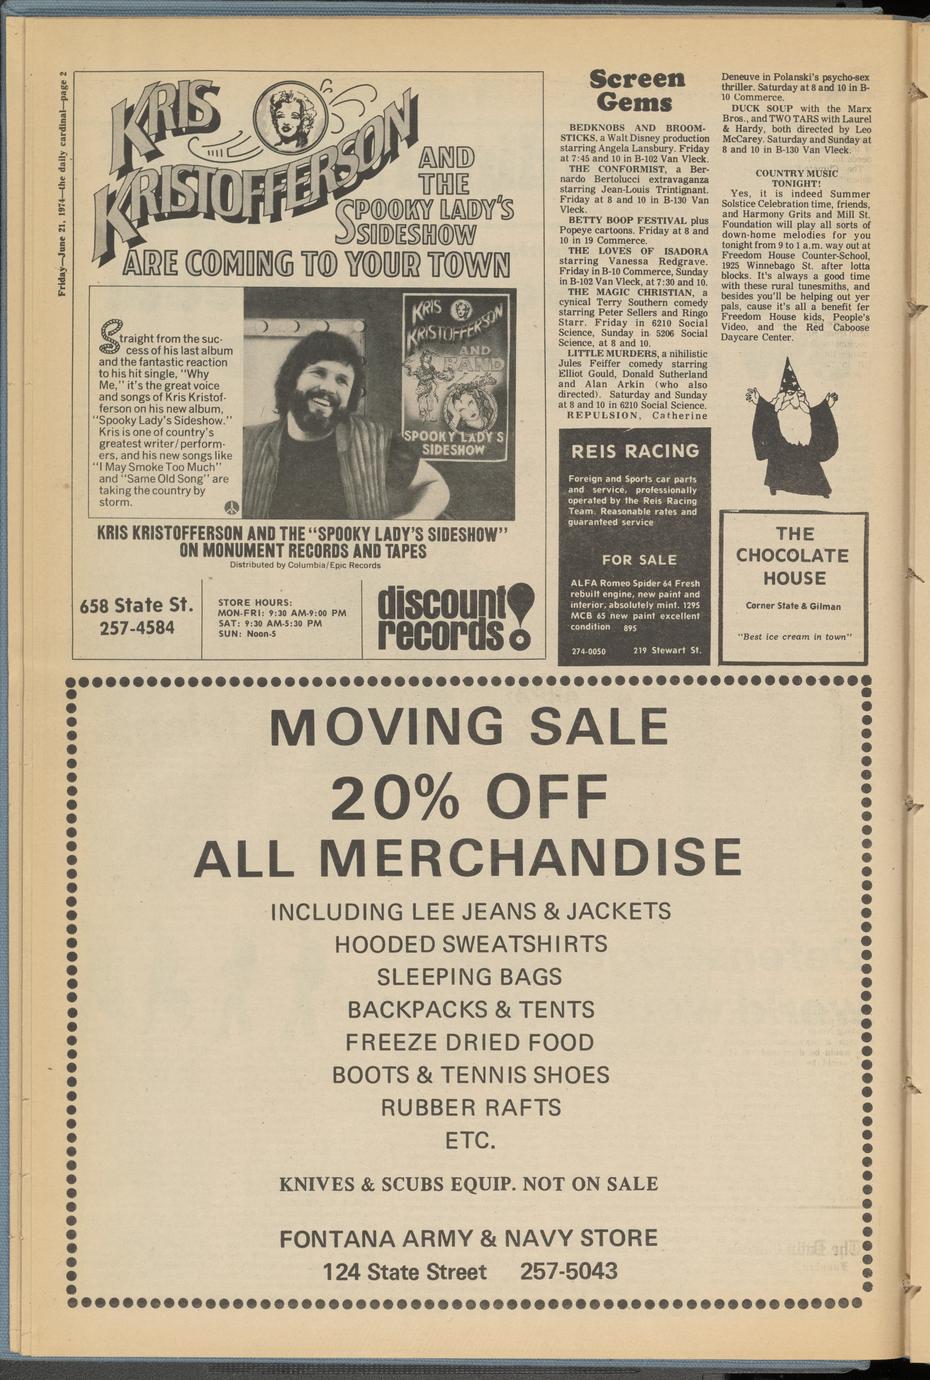 Friday—June 21, 1974—the daily cardinal—page 2
KRIS
KRISTOFFERSON
AND
THE
SPOOKY LADY'S
SIDESHOW
ARE COMING TO YOUR TOWN
Straight from the suc-
cess of his last album
and the fantastic reaction
to his hit single, "Why
Me," it's the great voice
and songs of Kris Kristof-
ferson on his new album,
"Spooky Lady's Sideshow."
Kris is one of country's
greatest writer/perform-
ers, and his new songs like
"I May Smoke Too Much"
and "Same Old Song" are
taking the country by
storm.
KRIS
KRISTOFFERSON
AND
BAND
SPOOKY LADY'S
SIDESHOW
KRIS KRISTOFFERSON AND THE "SPOOKY LADY'S SIDESHOW"
ON MONUMENT RECORDS AND TAPES
Distributed by Columbia/Epic Records
658 State St.
257-4584
STORE HOURS:
MON-FRI: 9:30 AM-9:00 PM
SAT: 9:30 AM-5:30 PM
SUN: Noon-5
discount
records!
Screen
Gems
BEDKNOBS AND BROOM-
STICKS, a Walt Disney production
starring Angela Lansbury. Friday
at 7:45 and 10 in B-102 Van Vleck.
THE CONFORMIST, a Ber-
nardo Bertolucci extravaganza
starring Jean-Louis Trintignant.
Friday at 8 and 10 in B-130 Van
Vleck.
BETTY BOOP FESTIVAL plus
Popeye cartoons. Friday at 8 and
10 in 19 Commerce.
THE LOVES OF ISADORA
starring Vanessa Redgrave.
Friday in B-10 Commerce, Sunday
in B-102 Van Vleck, at 7:30 and 10.
THE MAGIC CHRISTIAN, a
cynical Terry Southern comedy
starring Peter Sellers and Ringo
Starr. Friday in 6210 Social
Science, Sunday in 5206 Social
Science, at 8 and 10.
LITTLE MURDERS, a nihilistic
Jules Feiffer comedy starring
Elliot Gould, Donald Sutherland
and Alan Arkin (who also
directed). Saturday and Sunday
at 8 and 10 in 6210 Social Science.
REPULSION, Catherine
Deneuve in Polanski's psycho-sex
thriller. Saturday at 8 and 10 in B-
10 Commerce.
DUCK SOUP with the Marx
Bros., and TWO TARS with Laurel
& Hardy, both directed by Leo
McCarey. Saturday and Sunday at
8 and 10 in B-130 Van Vleck.
COUNTRY MUSIC
TONIGHT!
Yes, it is indeed Summer
Solstice Celebration time, friends,
and Harmony Grits and Mill St.
Foundation will play all sorts of
down-home melodies for you
tonight from 9 to 1 a.m. way out at
Freedom House Counter-School,
1925 Winnebago St. after lotta
blocks. It's always a good time
with these rural tunesmiths, and
besides you'll be helping out yer
pals, cause it's all a benefit fer
Freedom House kids, People's
Video, and the Red Caboose
Daycare Center.
REIS RACING
Foreign and Sports car parts
and service, professionally
operated by the Reis Racing
Team. Reasonable rates and
guaranteed service
FOR SALE
ALFA Romeo Spider 64 Fresh
rebuilt engine, new paint and
interior, absolutely mint. 1295
MCB 65 new paint excellent
condition 895
274-0050 219 Stewart St.
THE
CHOCOLATE
HOUSE
Corner State & Gilman
"Best ice cream in town"
MOVING SALE
20% OFF
ALL MERCHANDISE
INCLUDING LEE JEANS & JACKETS
HOODED SWEATSHIRTS
SLEEPING BAGS
BACKPACKS & TENTS
FREEZE DRIED FOOD
BOOTS & TENNIS SHOES
RUBBER RAFTS
ETC.
KNIVES & SCUBS EQUIP. NOT ON SALE
FONTANA ARMY & NAVY STORE
124 State Street 257-5043